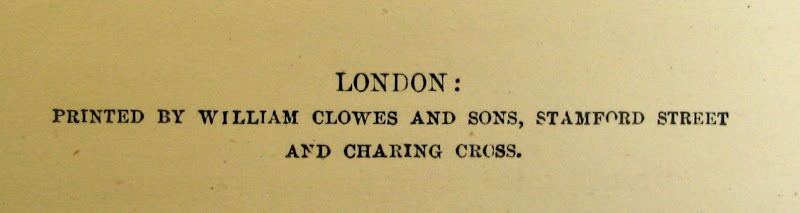 LONDON:
PRINTED BY WILLIAM CLOWES AND SONS, STAMFORD STREET
AND CHARING CROSS.